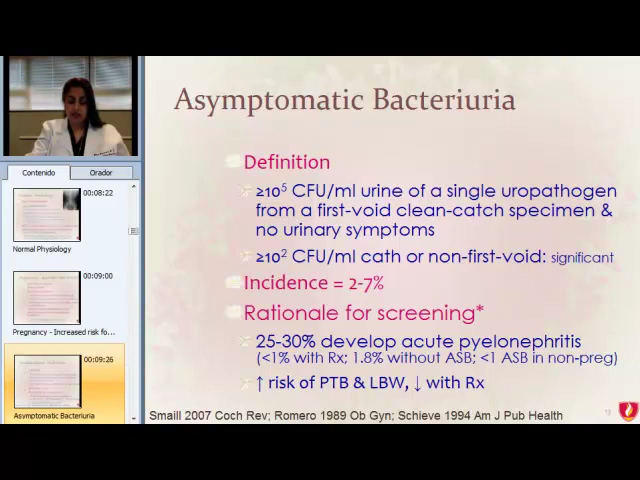 Asymptomatic Bacteriuria
Contenido
Orador
00:08:22
Normal Physiology
00:09:00
Pregnancy - Increased risk fo...
00:09:26
Asymptomatic Bacteriuria
Definition
≥10⁵ CFU/ml urine of a single uropathogen
from a first-void clean-catch specimen &
no urinary symptoms
≥10² CFU/ml cath or non-first-void: significant
Incidence = 2-7%
Rationale for screening*
25-30% develop acute pyelonephritis
(<1% with Rx; 1.8% without ASB; <1 ASB in non-preg)
↑ risk of PTB & LBW, ↓ with Rx
Smaill 2007 Coch Rev; Romero 1989 Ob Gyn; Schieve 1994 Am J Pub Health